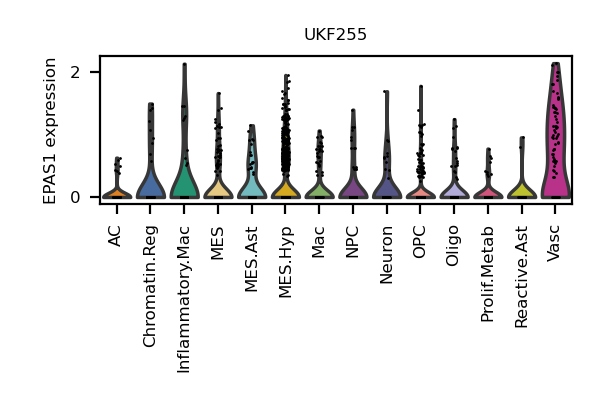 UKF255
EPAS1 expression
2
0
AC
Chromatin.Reg
Inflammatory.Mac
MES
MES.Ast
MES.Hyp
Mac
NPC
Neuron
OPC
Oligo
Prolif.Metab
Reactive.Ast
Vasc